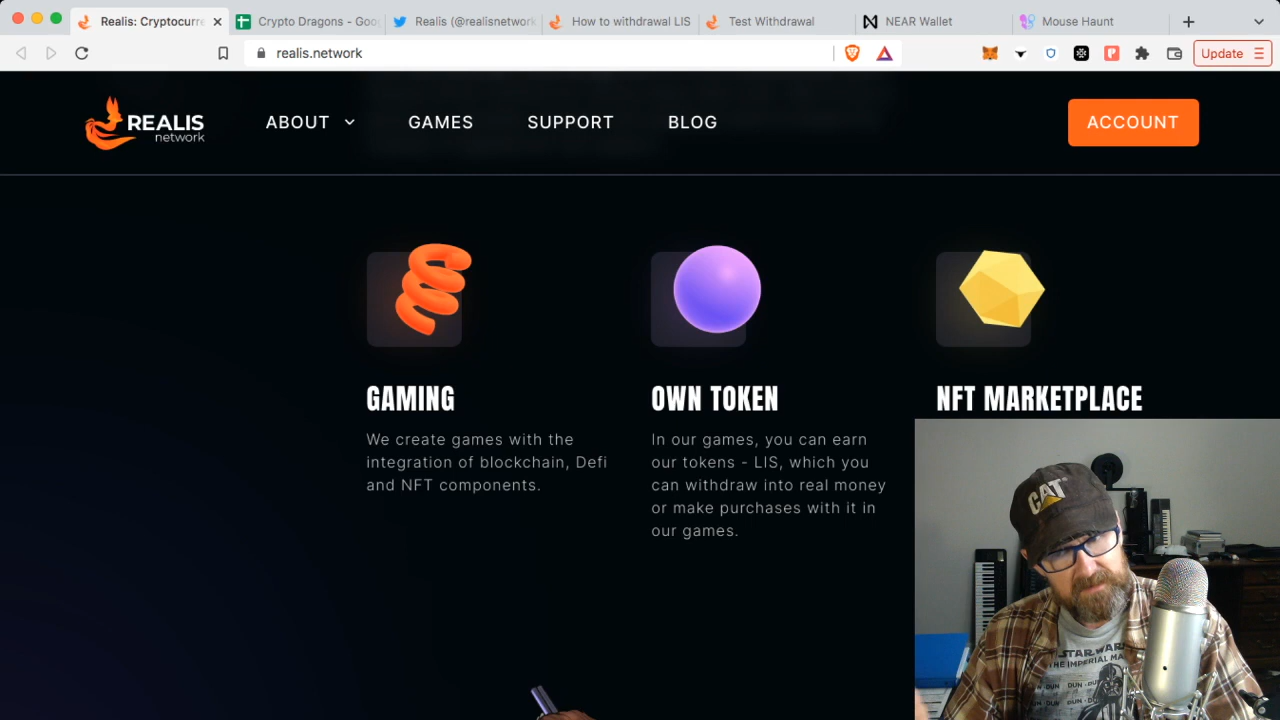 Realis: Cryptocurre
Crypto Dragons - Goo
Realis (@realisnetwork
How to withdrawal LIS
Test Withdrawal
NEAR Wallet
Mouse Haunt
realis.network
Update
REALIS
network
ABOUT
GAMES
SUPPORT
BLOG
ACCOUNT
GAMING
We create games with the
integration of blockchain, Defi
and NFT components.
OWN TOKEN
In our games, you can earn
our tokens - LIS, which you
can withdraw into real money
or make purchases with it in
our games.
NFT MARKETPLACE
CAT
STAR WARS
THE IMPERIAL MA
DUN - DUN - DUN